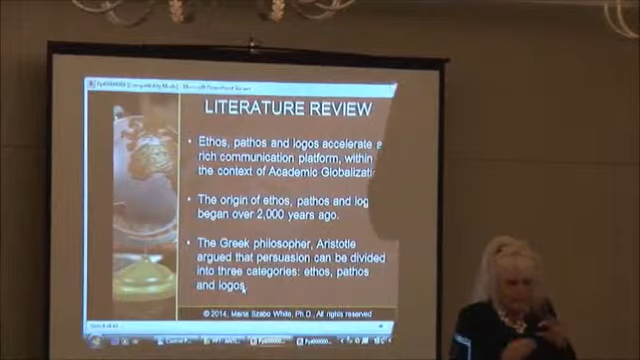 LITERATURE REVIEW
• Ethos, pathos and logos accelerate a
rich communication platform, within
the context of Academic Globalizati
• The origin of ethos, pathos and log
began over 2,000 years ago.
• The Greek philosopher, Aristotle
argued that persuasion can be divided
into three categories: ethos, pathos
and logos.
© 2014, Maria Szabo White, Ph.D., All rights reserved